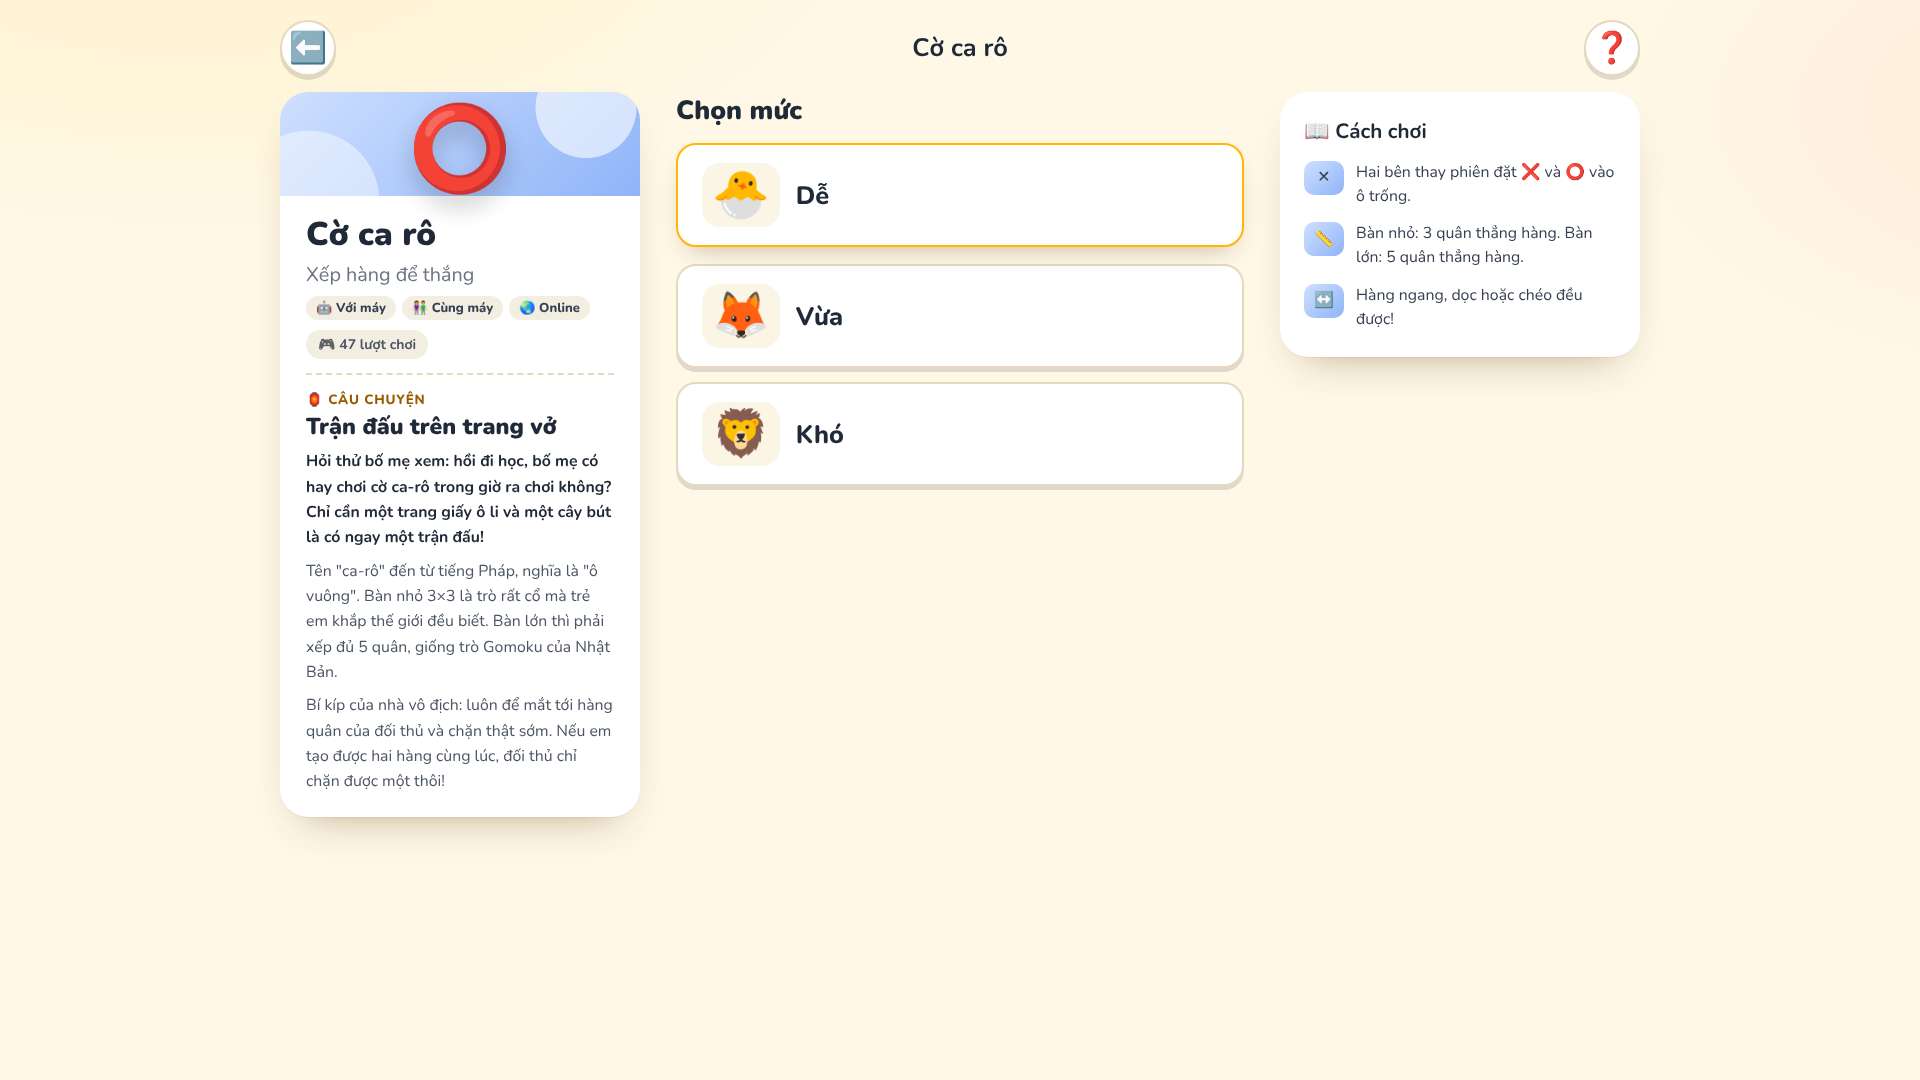 Cờ ca rô
Cờ ca rô
Xếp hàng để thắng
Với máy
Cùng máy
Online
47 lượt chơi
CÂU CHUYỆN
Trận đấu trên trang vở
Hỏi thử bố mẹ xem: hồi đi học, bố mẹ có
hay chơi cờ ca-rô trong giờ ra chơi không?
Chỉ cần một trang giấy ô li và một cây bút
là có ngay một trận đấu!
Tên "ca-rô" đến từ tiếng Pháp, nghĩa là "ô
vuông". Bàn nhỏ 3×3 là trò rất cổ mà trẻ
em khắp thế giới đều biết. Bàn lớn thì phải
xếp đủ 5 quân, giống trò Gomoku của Nhật
Bản.
Bí kíp của nhà vô địch: luôn để mắt tới hàng
quân của đối thủ và chặn thật sớm. Nếu em
tạo được hai hàng cùng lúc, đối thủ chỉ
chặn được một thôi!
Chọn mức
Dễ
Vừa
Khó
Cách chơi
Hai bên thay phiên đặt ❌ và ⭕ vào
ô trống.
Bàn nhỏ: 3 quân thẳng hàng. Bàn
lớn: 5 quân thẳng hàng.
Hàng ngang, dọc hoặc chéo đều
được!